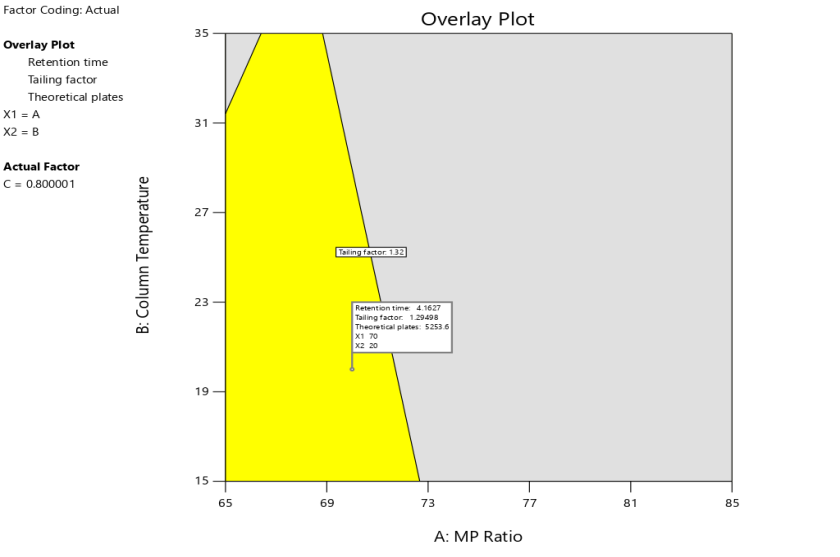 Factor Coding: Actual
Overlay Plot
Retention time
Tailing factor
Theoretical plates
X1 = A
X2 = B
Actual Factor
C = 0.800001
Overlay Plot
B: Column Temperature
35
31
27
23
19
15
Tailing factor: 1.32
Retention time: 4.1627
Tailing factor: 1.29498
Theoretical plates: 5253.6
X1 70
X2 20
65
69
73
77
81
85
A: MP Ratio